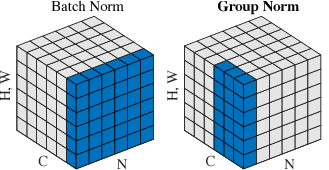 Batch Norm
H, W
C
N
Group Norm
H, W
C
N